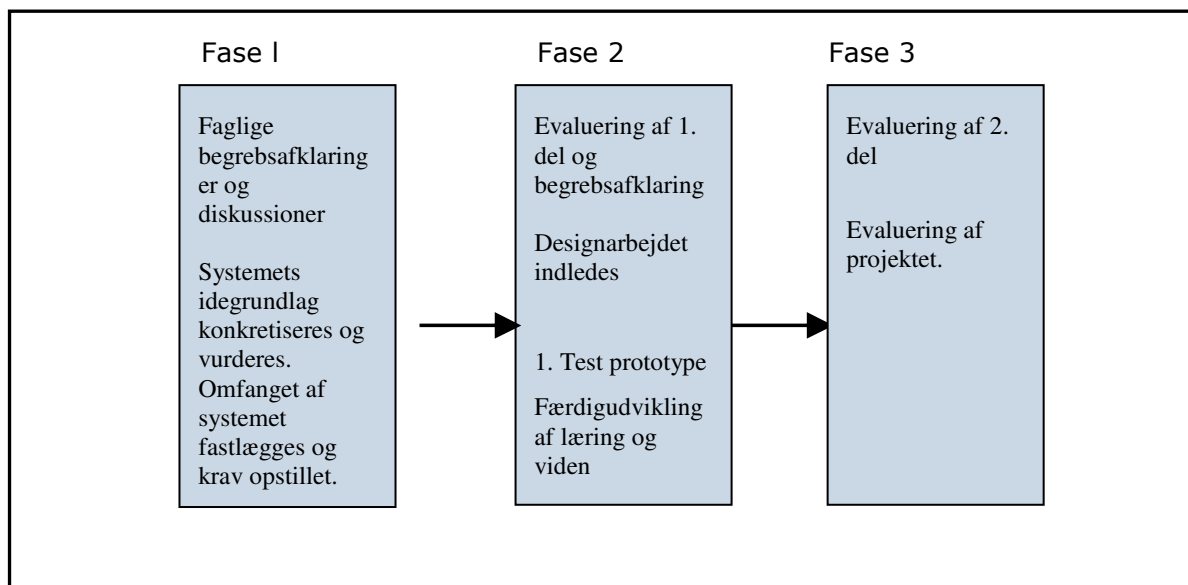 Fase l
Faglige
begrebsafklaring
er og
diskussioner
Systemets
idegrundlag
konkretiseres og
vurderes.
Omfanget af
systemet
fastlægges og
krav opstillet.
Fase 2
Evaluering af 1.
del og
begrebsafklaring
Designarbejdet
indledes
1. Test prototype
Færdigudvikling
af læring og
viden
Fase 3
Evaluering af 2.
del
Evaluering af
projektet.